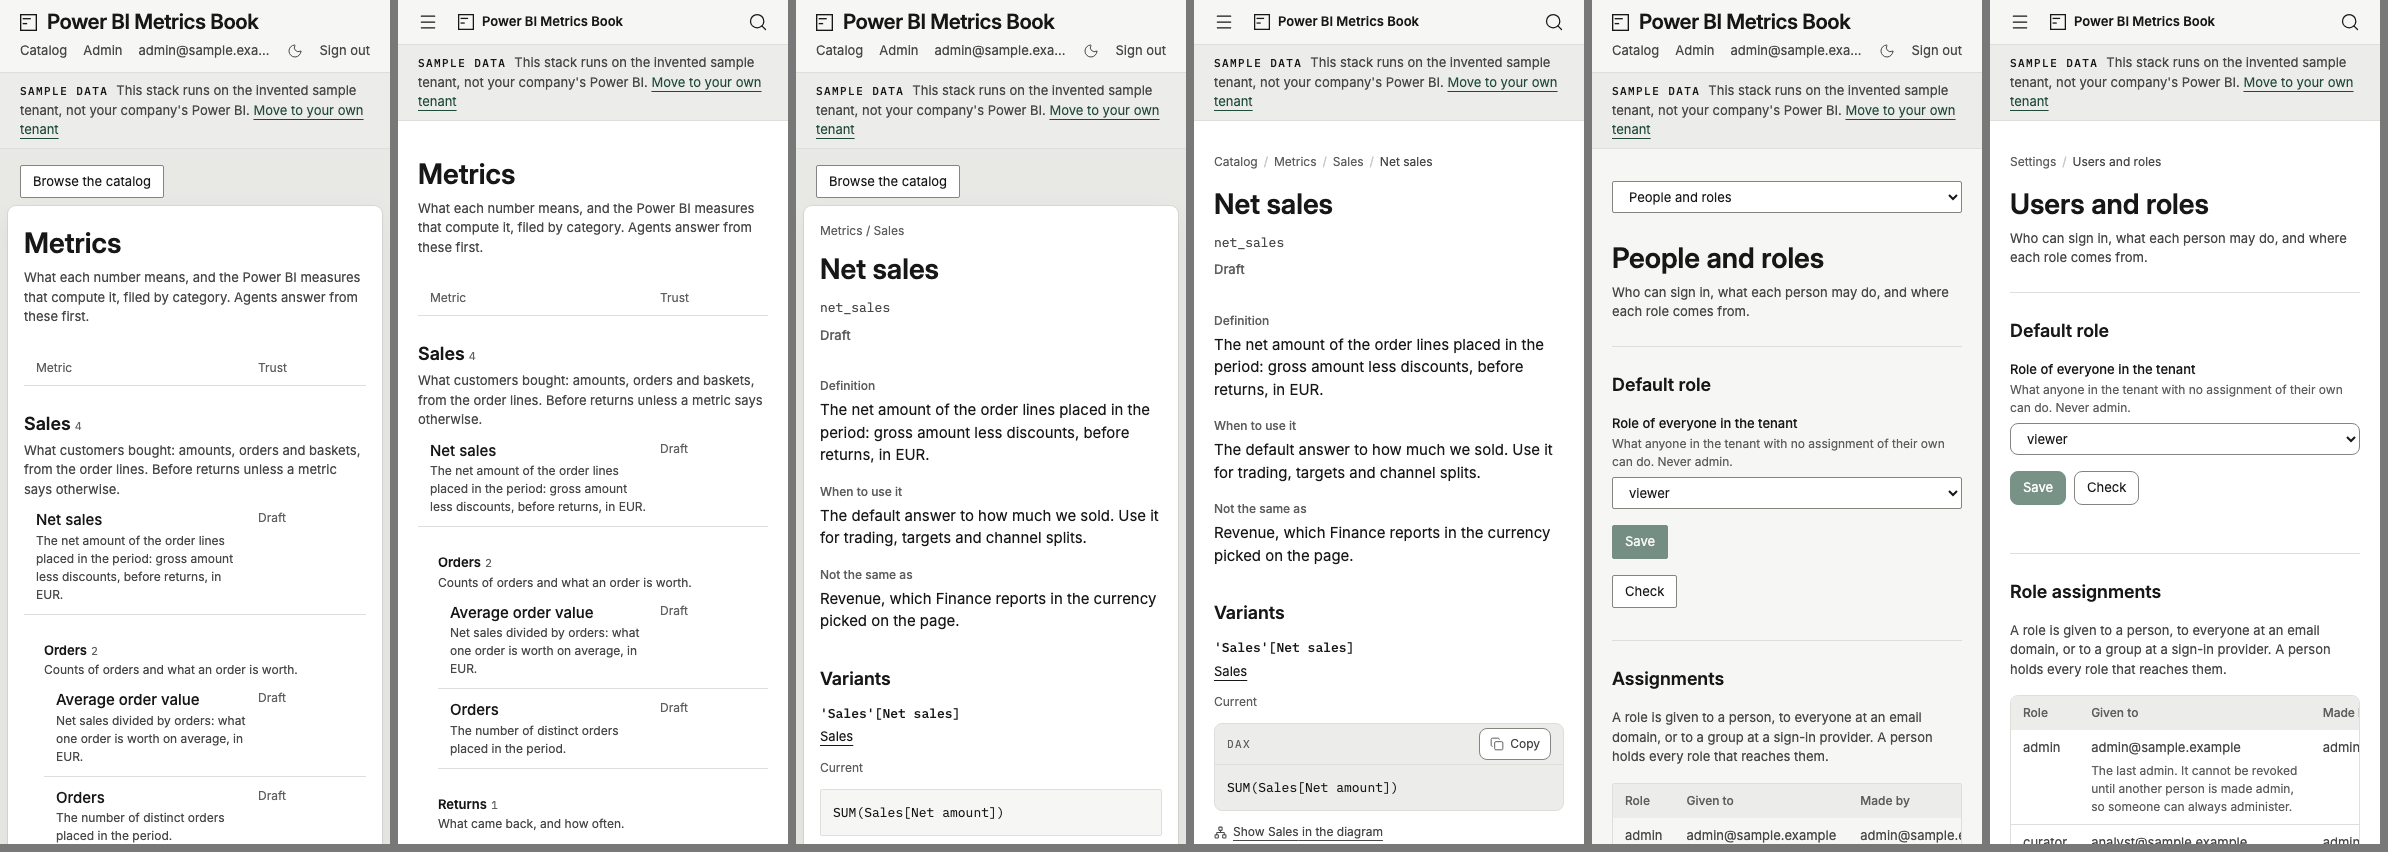 Power BI Metrics Book
Catalog Admin admin@sample.exa... Sign out
SAMPLE DATA This stack runs on the invented sample
tenant, not your company's Power BI. Move to your own
tenant
Browse the catalog
Metrics
What each number means, and the Power BI measures
that compute it, filed by category. Agents answer from
these first.
Metric Trust
Sales 4
What customers bought: amounts, orders and baskets,
from the order lines. Before returns unless a metric
says otherwise.
Net sales Draft
The net amount of the order lines
placed in the period: gross amount
less discounts, before returns, in
EUR.
Orders 2
Counts of orders and what an order is worth.
Average order value Draft
Net sales divided by orders: what
one order is worth on average, in
EUR.
Orders Draft
The number of distinct orders
placed in the period.
Power BI Metrics Book
SAMPLE DATA This stack runs on the invented sample
tenant, not your company's Power BI. Move to your own
tenant
Metrics
What each number means, and the Power BI measures
that compute it, filed by category. Agents answer from
these first.
Metric Trust
Sales 4
What customers bought: amounts, orders and baskets,
from the order lines. Before returns unless a metric says
otherwise.
Net sales Draft
The net amount of the order lines
placed in the period: gross amount
less discounts, before returns, in EUR.
Orders 2
Counts of orders and what an order is worth.
Average order value Draft
Net sales divided by orders: what
one order is worth on average, in
EUR.
Orders Draft
The number of distinct orders
placed in the period.
Returns 1
What came back, and how often.
Power BI Metrics Book
Catalog Admin admin@sample.exa... Sign out
SAMPLE DATA This stack runs on the invented sample
tenant, not your company's Power BI. Move to your own
tenant
Browse the catalog
Metrics / Sales
Net sales
net_sales
Draft
Definition
The net amount of the order lines placed in the
period: gross amount less discounts, before
returns, in EUR.
When to use it
The default answer to how much we sold. Use it
for trading, targets and channel splits.
Not the same as
Revenue, which Finance reports in the currency
picked on the page.
Variants
'Sales'[Net sales]
Sales
Current
SUM(Sales[Net amount])
Power BI Metrics Book
SAMPLE DATA This stack runs on the invented sample
tenant, not your company's Power BI. Move to your own
tenant
Catalog / Metrics / Sales / Net sales
Net sales
net_sales
Draft
Definition
The net amount of the order lines placed in the
period: gross amount less discounts, before
returns, in EUR.
When to use it
The default answer to how much we sold. Use it
for trading, targets and channel splits.
Not the same as
Revenue, which Finance reports in the currency
picked on the page.
Variants
'Sales'[Net sales]
Sales
Current
DAX Copy
SUM(Sales[Net amount])
Show Sales in the diagram
Power BI Metrics Book
Catalog Admin admin@sample.exa... Sign out
SAMPLE DATA This stack runs on the invented sample
tenant, not your company's Power BI. Move to your own
tenant
People and roles
People and roles
Who can sign in, what each person may do, and where
each role comes from.
Default role
Role of everyone in the tenant
What anyone in the tenant with no assignment of their own
can do. Never admin.
viewer
Save
Check
Assignments
A role is given to a person, to everyone at an email
domain, or to a group at a sign-in provider. A person
holds every role that reaches them.
Role Given to Made by
admin admin@sample.example admin@sample.e
Power BI Metrics Book
SAMPLE DATA This stack runs on the invented sample
tenant, not your company's Power BI. Move to your own
tenant
Settings / Users and roles
Users and roles
Who can sign in, what each person may do, and where
each role comes from.
Default role
Role of everyone in the tenant
What anyone in the tenant with no assignment of their own
can do. Never admin.
viewer
Save Check
Role assignments
A role is given to a person, to everyone at an email
domain, or to a group at a sign-in provider. A person
holds every role that reaches them.
Role Given to Made
admin admin@sample.example admin
The last admin. It cannot be revoked
until another person is made admin,
so someone can always administer.
curator analyst@sample.example admin